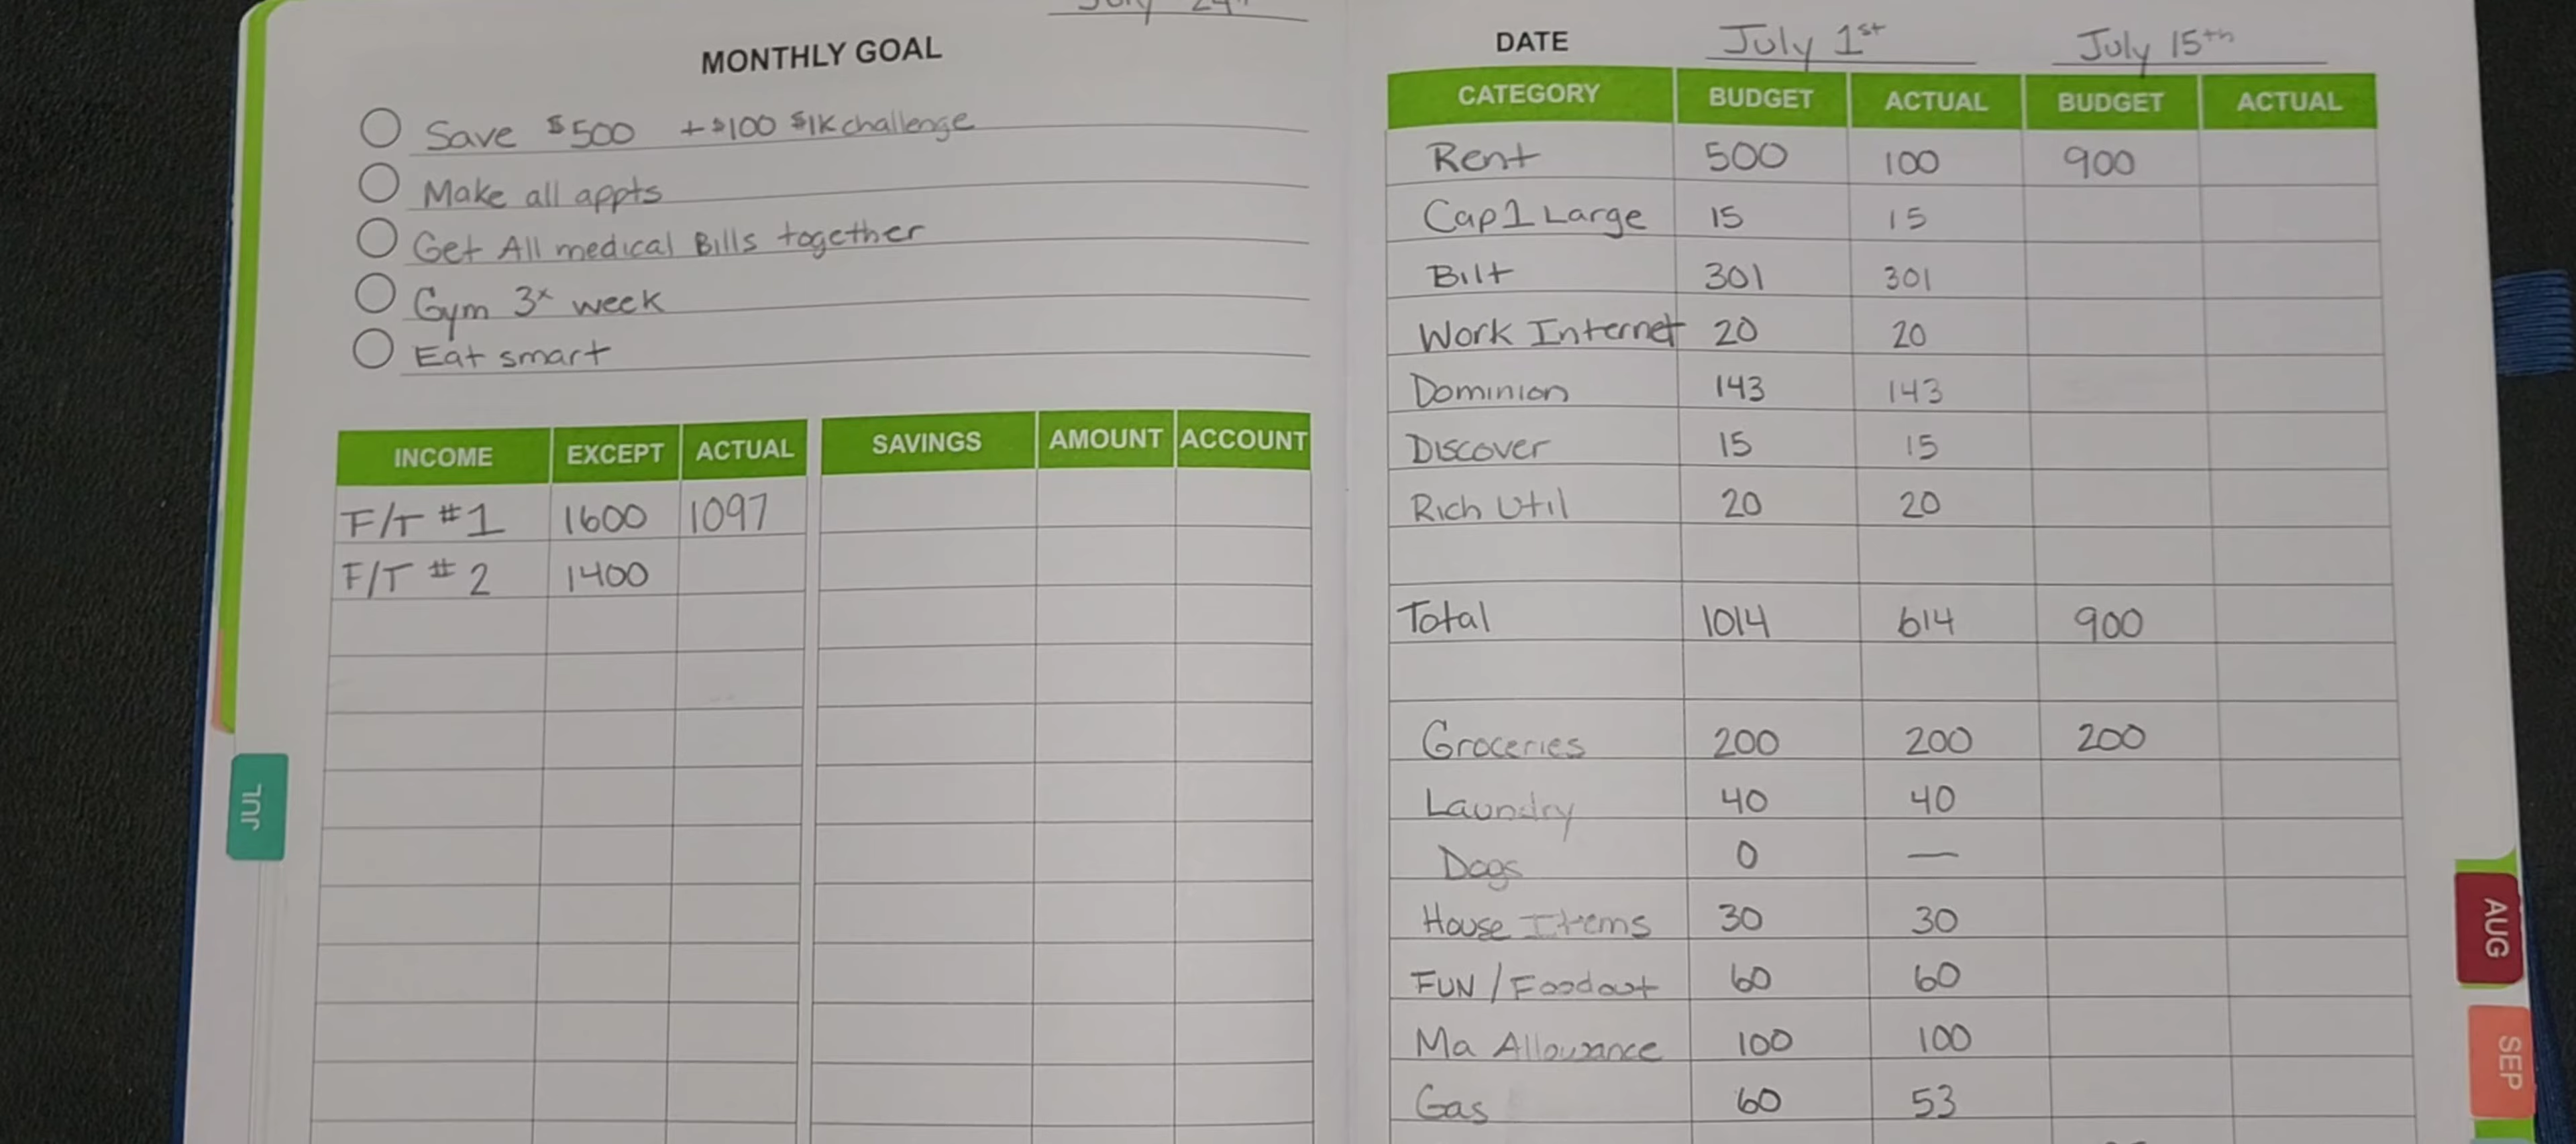 July 24th
MONTHLY GOAL
Save $500 + $100 $1K challenge
Make all appts
Get All medical Bills together
Gym 3x week
Eat smart
INCOME EXCEPT ACTUAL
F/T #1 1600 1097
F/T #2 1400
SAVINGS AMOUNT ACCOUNT
JUL
DATE July 1st July 15th
CATEGORY BUDGET ACTUAL BUDGET ACTUAL
Rent 500 100 900
Cap1 Large 15 15
Bilt 301 301
Work Internet 20 20
Dominion 143 143
Discover 15 15
Rich Util 20 20
Total 1014 614 900
Groceries 200 200 200
Laundry 40 40
Dogs 0 —
House Items 30 30
FUN / Foodout 60 60
Ma Allowance 100 100
Gas 60 53
AUG
SEP